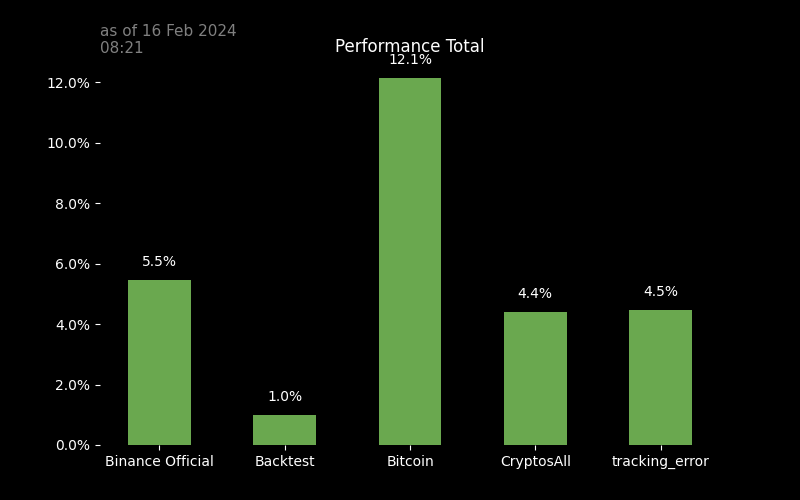 as of 16 Feb 2024
08:21
Performance Total
12.1%
12.0%
10.0%
8.0%
6.0%
5.5%
4.4%
4.5%
4.0%
2.0%
1.0%
0.0%
Binance Official
Backtest
Bitcoin
CryptosAll
tracking_error